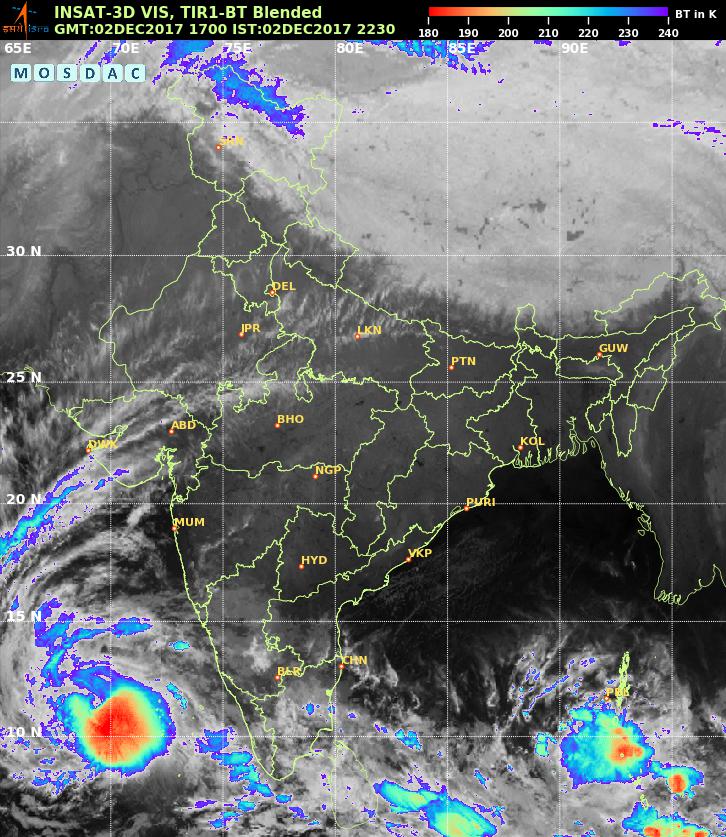 INSAT-3D VIS, TIR1-BT Blended
GMT:02DEC2017 1700 IST:02DEC2017 2230
BT in K
180 190 200 210 220 230 240
65E 70E 75E 80E 85E 90E
M O S D A C
SRN
30 N
DEL
JPR LKN
GUW
PTN
25 N
ABD BHO
DWK KOL
NGP
20 N PURI
MUM
VKP
HYD
15 N
CHN
BLR
PBL
10 N